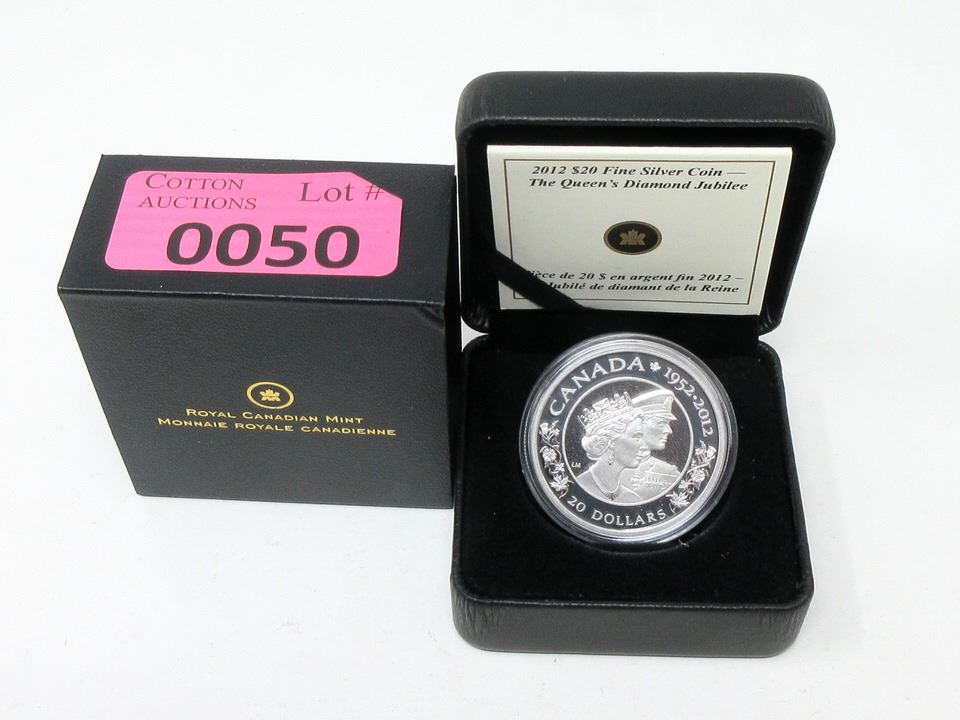 COTTON
AUCTIONS
Lot #
0050
ROYAL CANADIAN MINT
MONNAIE ROYALE CANADIENNE
2012 $20 Fine Silver Coin —
The Queen's Diamond Jubilee
de 20 $ en argent fin 2012 –
de diamant de la Reine
CANADA 1952·2012
LM
20 DOLLARS